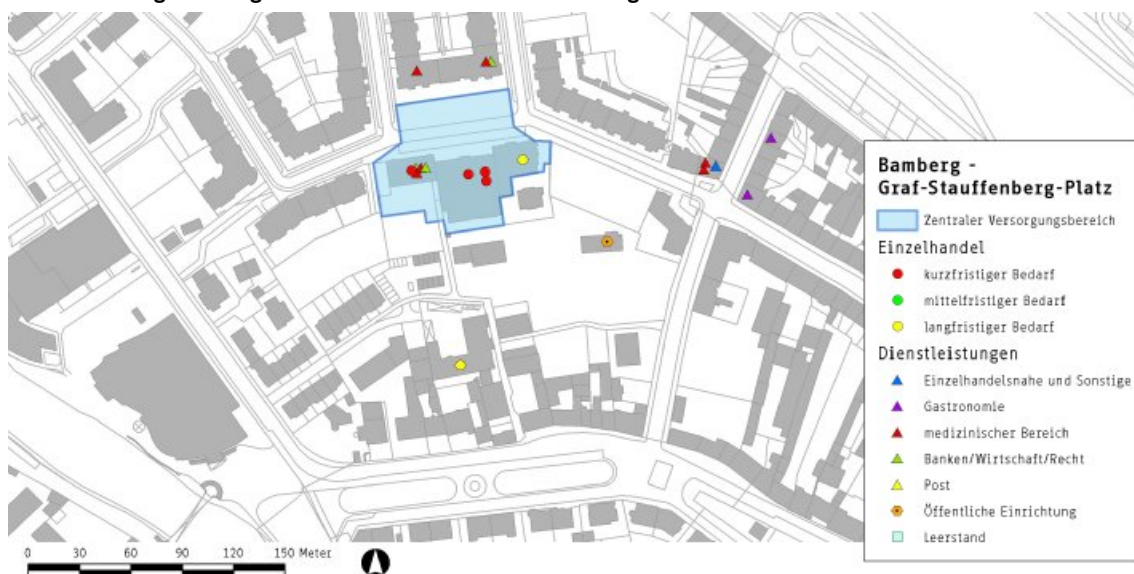 Bamberg -
Graf-Stauffenberg-Platz
Zentraler Versorgungsbereich
Einzelhandel
kurzfristiger Bedarf
mittelfristiger Bedarf
langfristiger Bedarf
Dienstleistungen
Einzelhandelsnahe und Sonstige
Gastronomie
medizinischer Bereich
Banken/Wirtschaft/Recht
Post
Öffentliche Einrichtung
Leerstand
0 30 60 90 120 150 Meter